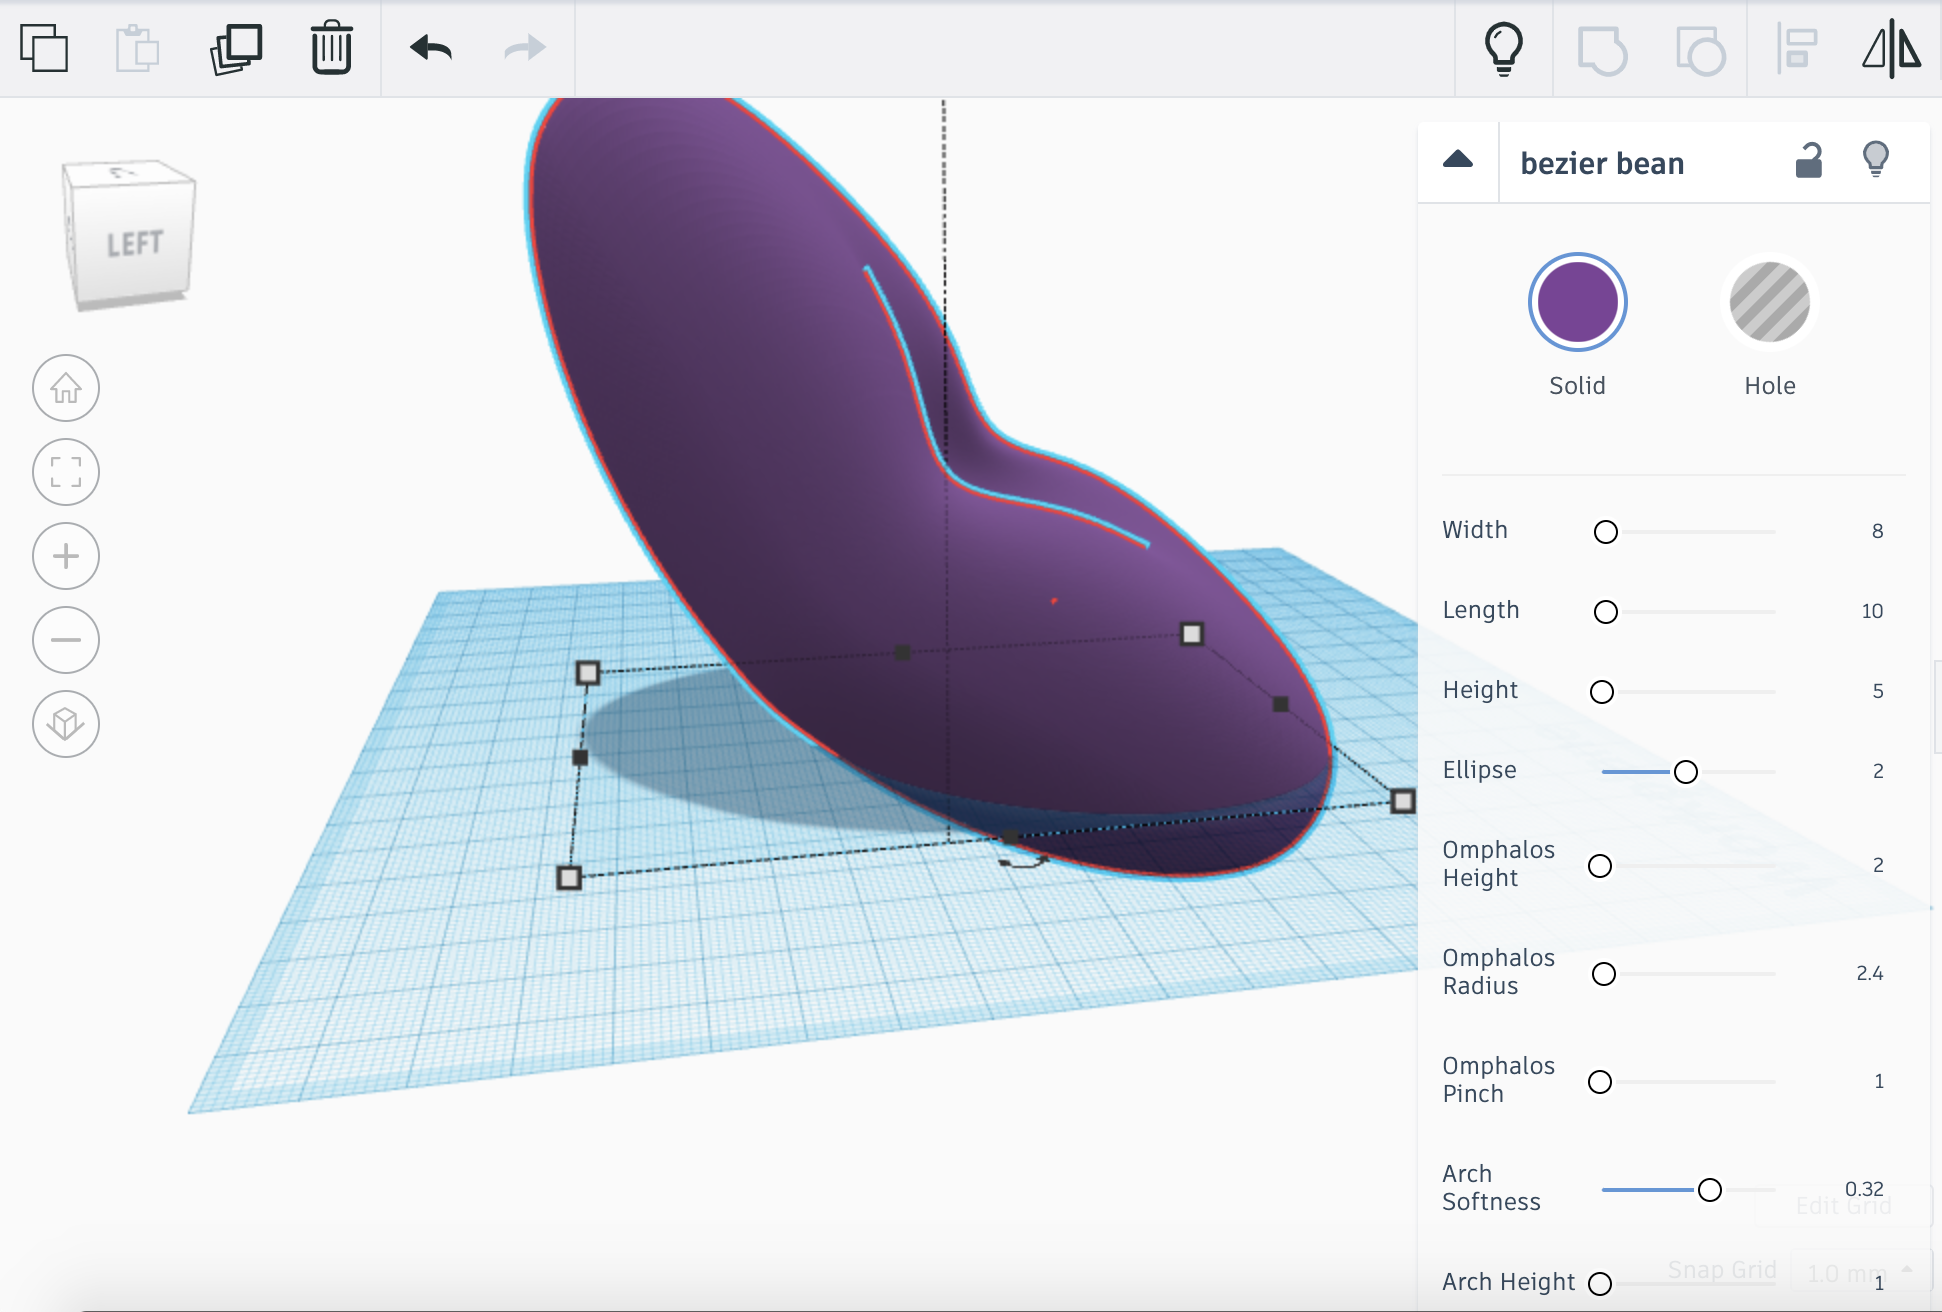 LEFT
bezier bean
Solid
Hole
Width 8
Length 10
Height 5
Ellipse 2
Omphalos
Height 2
Omphalos
Radius 2.4
Omphalos
Pinch 1
Arch
Softness 0.32
Edit Grid
Snap Grid 1.0 mm
Arch Height 1